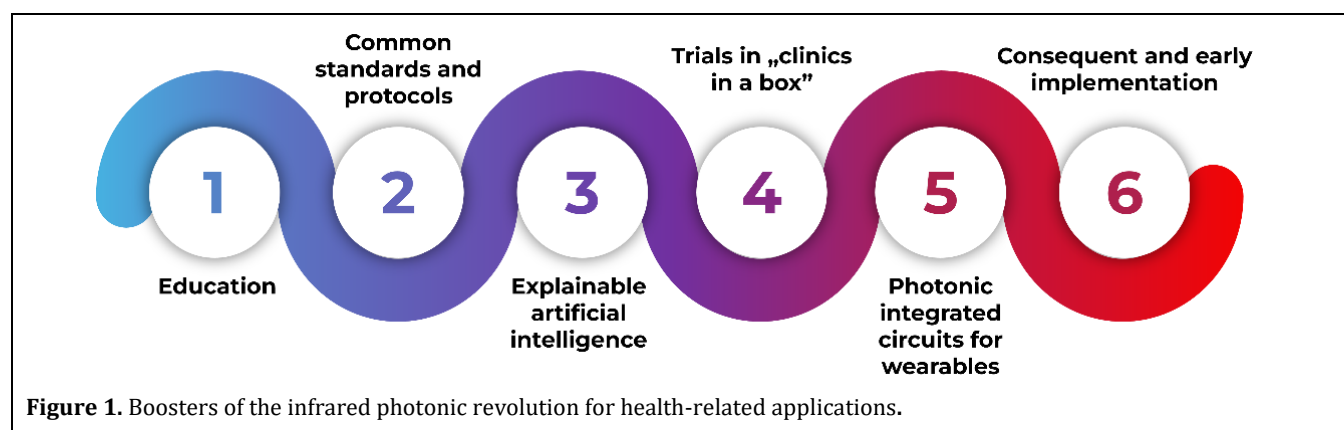 1
Education
Common
standards and
protocols
2
3
Explainable
artificial
intelligence
Trials in „clinics
in a box”
4
5
Photonic
integrated
circuits for
wearables
Consequent and early
implementation
6
Figure 1. Boosters of the infrared photonic revolution for health-related applications.